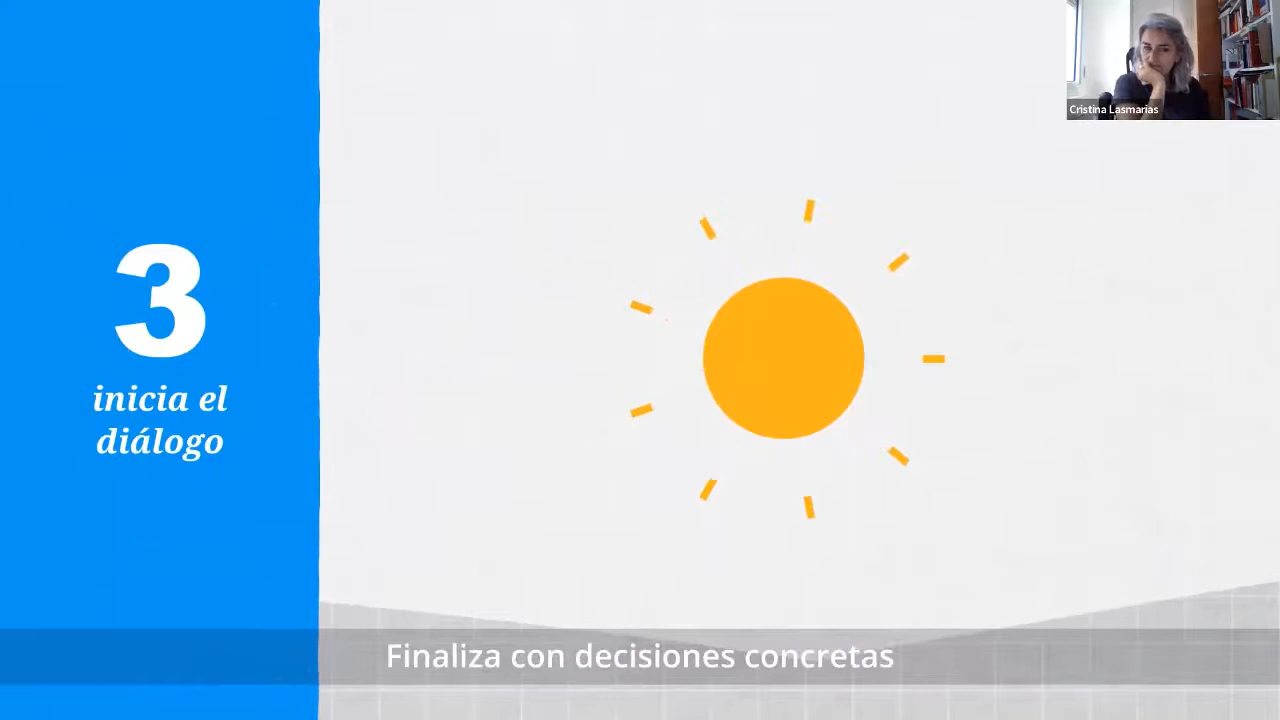 Cristina Lasmarias
3
inicia el
diálogo
Finaliza con decisiones concretas